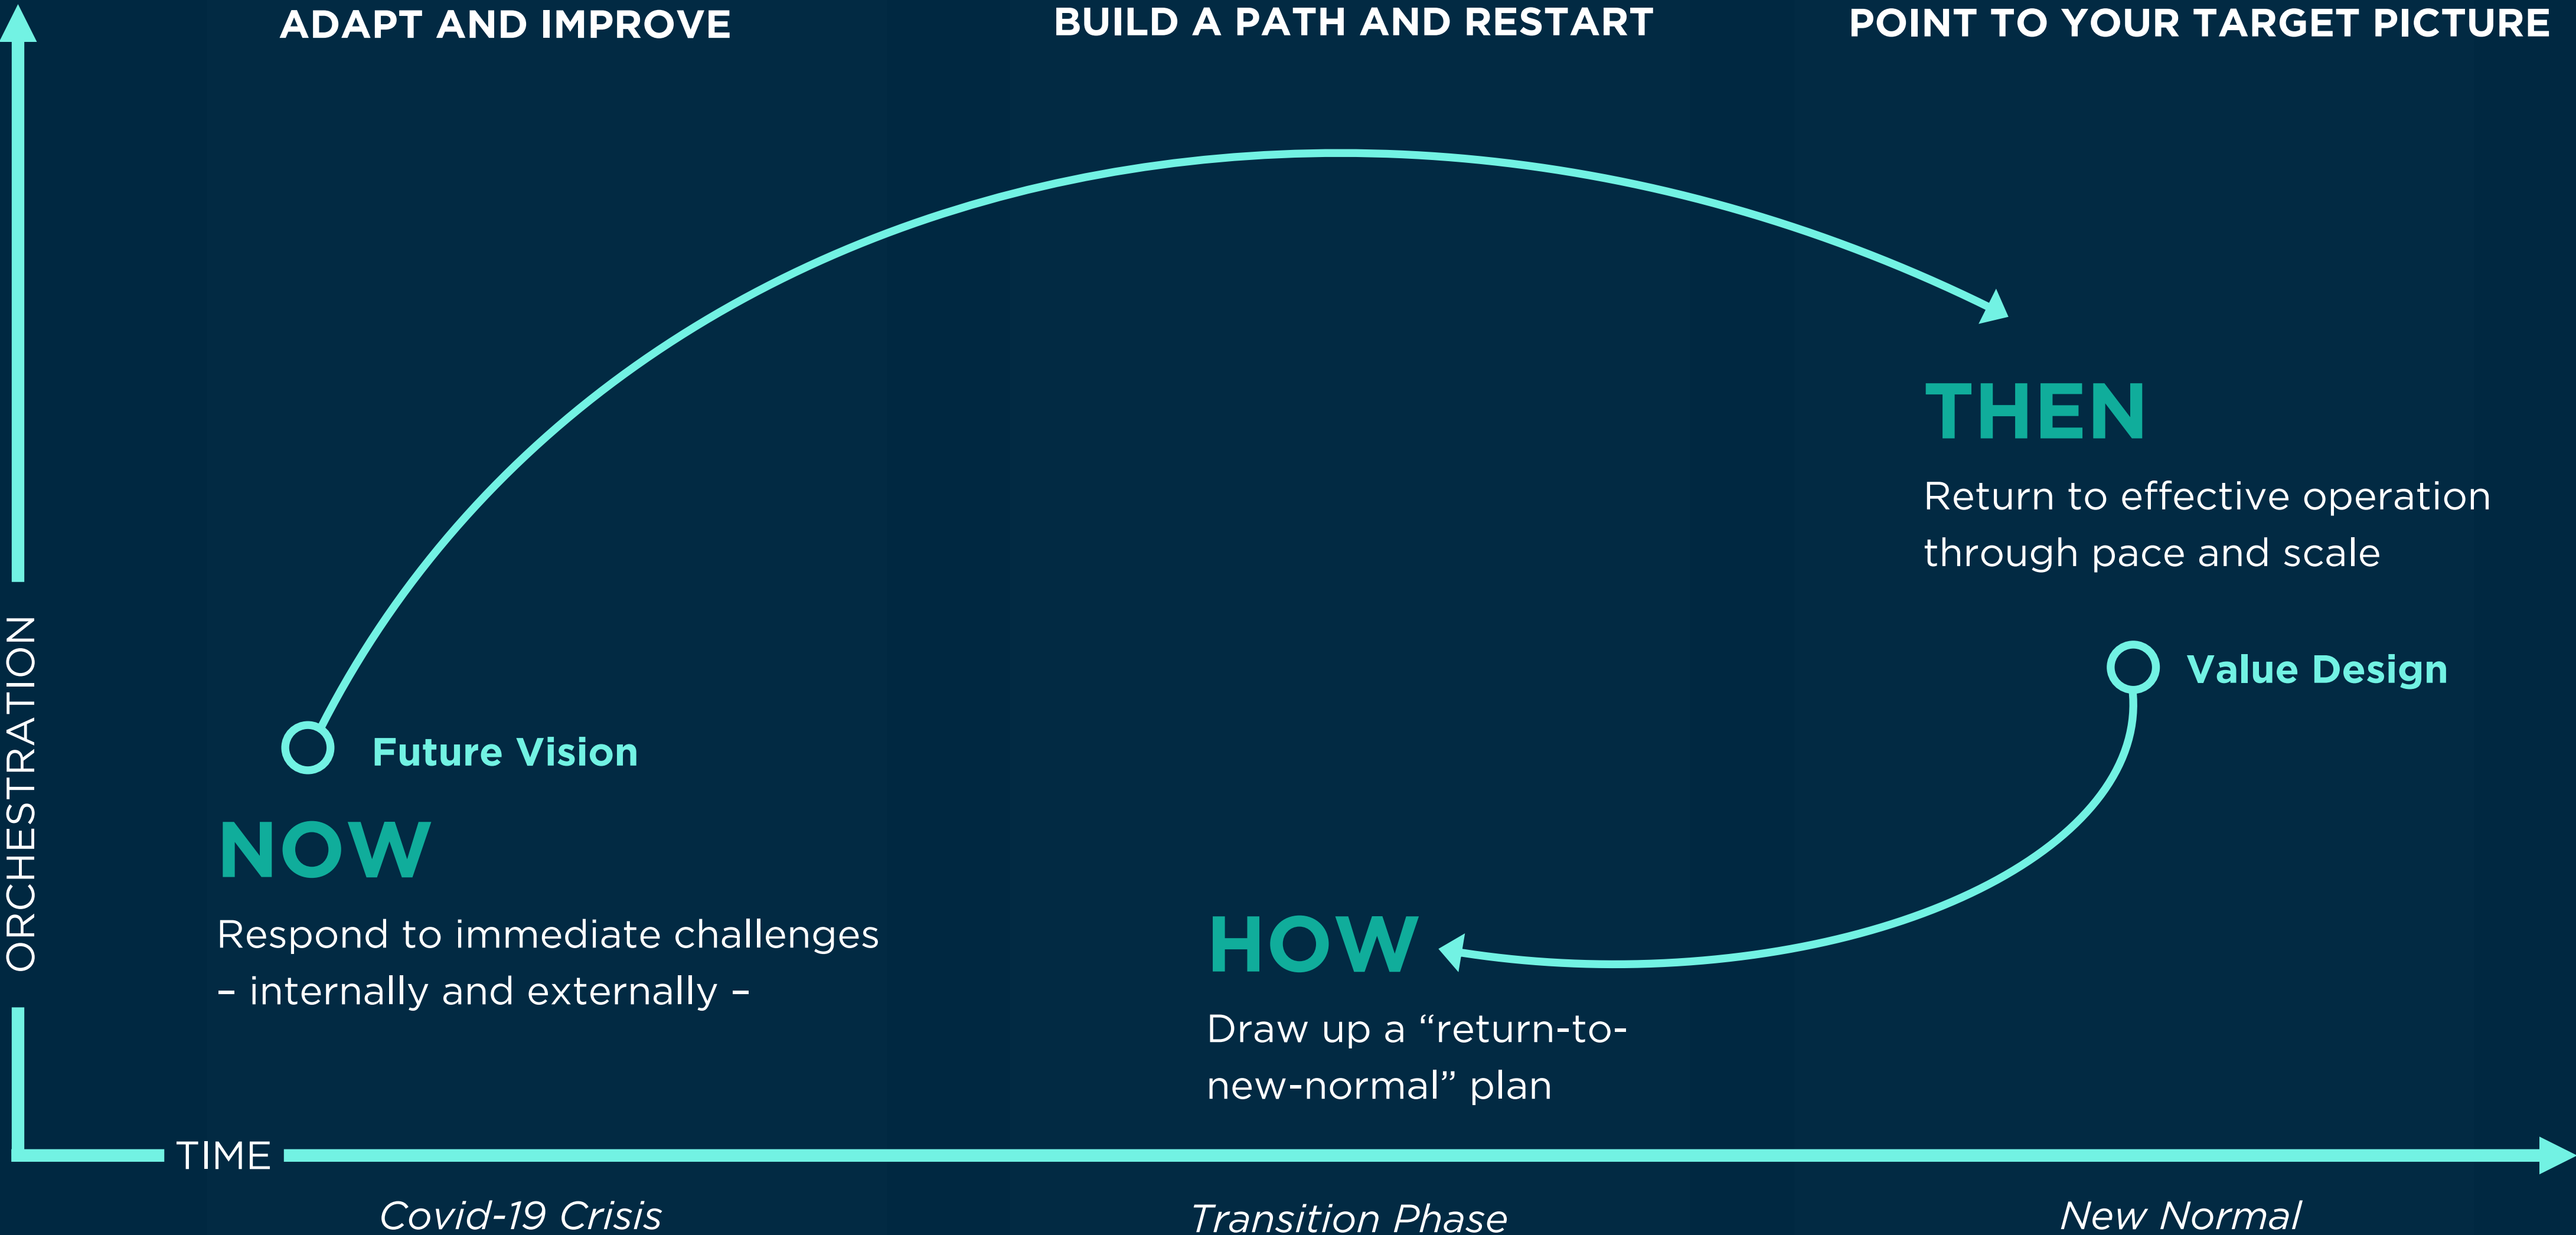 ADAPT AND IMPROVE
BUILD A PATH AND RESTART
POINT TO YOUR TARGET PICTURE
ORCHESTRATION
Future Vision
NOW
Respond to immediate challenges
– internally and externally –
HOW
Draw up a “return-to-
new-normal” plan
THEN
Return to effective operation
through pace and scale
Value Design
TIME
Covid-19 Crisis
Transition Phase
New Normal